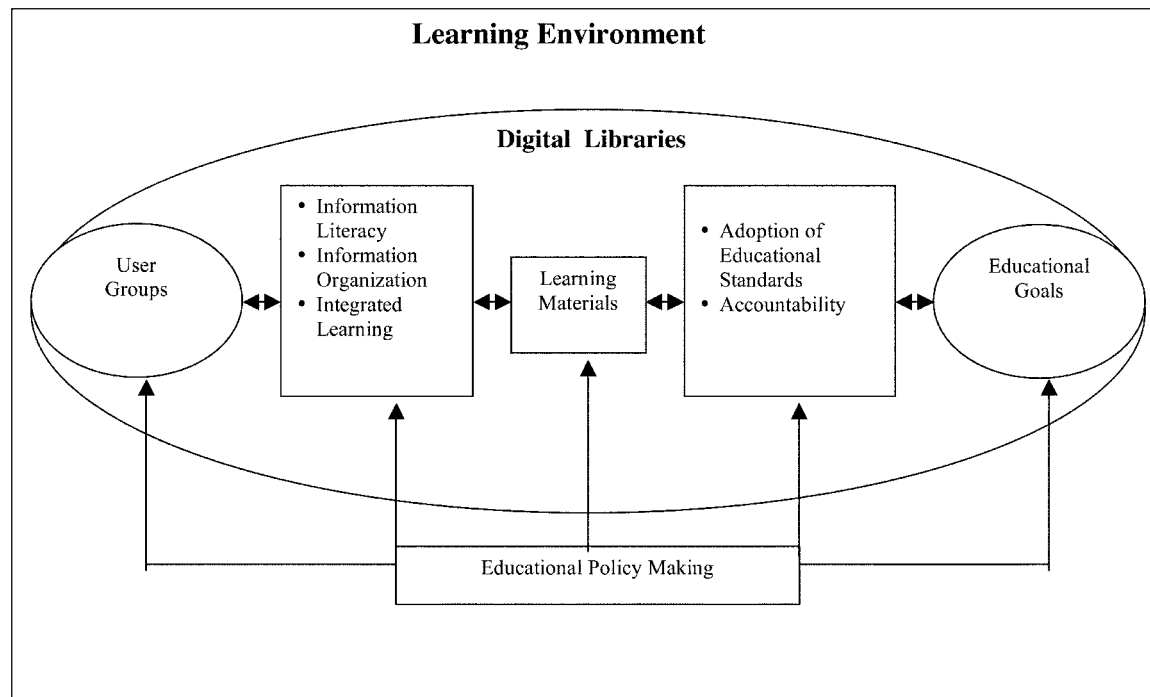 Learning Environment
Digital Libraries
User
Groups
• Information
Literacy
• Information
Organization
• Integrated
Learning
Learning
Materials
• Adoption of
Educational
Standards
• Accountability
Educational
Goals
Educational Policy Making